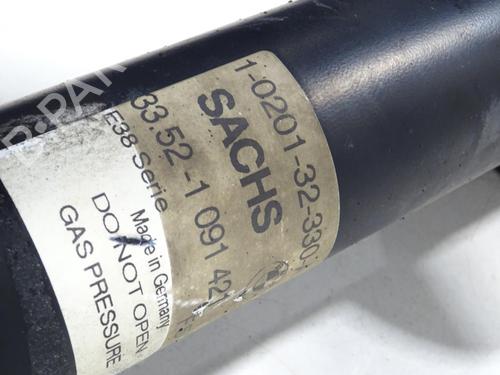 1-0201-32-330-
SACHS
33.52-1 091 421
E38 Serie
Made in Germany
DO NOT OPEN
GAS PRESSURE